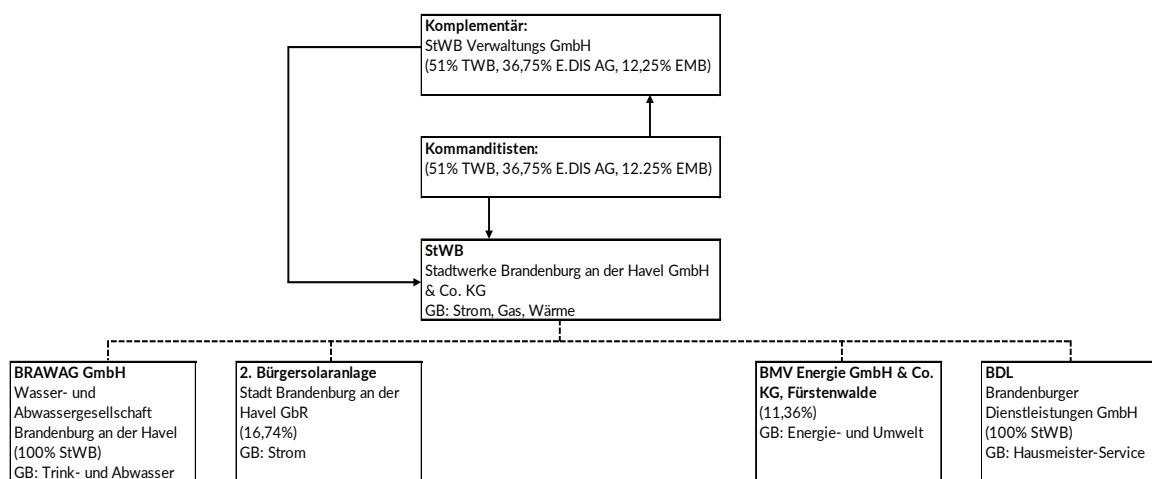 Komplementär:
StWB Verwaltungs GmbH
(51% TWB, 36,75% E.DIS AG, 12,25% EMB)
Kommanditisten:
(51% TWB, 36,75% E.DIS AG, 12.25% EMB)
StWB
Stadtwerke Brandenburg an der Havel GmbH
& Co. KG
GB: Strom, Gas, Wärme
BRAWAG GmbH
Wasser- und
Abwassergesellschaft
Brandenburg an der Havel
(100% StWB)
GB: Trink- und Abwasser
2. Bürgersolaranlage
Stadt Brandenburg an der
Havel GbR
(16,74%)
GB: Strom
BMV Energie GmbH & Co.
KG, Fürstenwalde
(11,36%)
GB: Energie- und Umwelt
BDL
Brandenburger
Dienstleistungen GmbH
(100% StWB)
GB: Hausmeister-Service